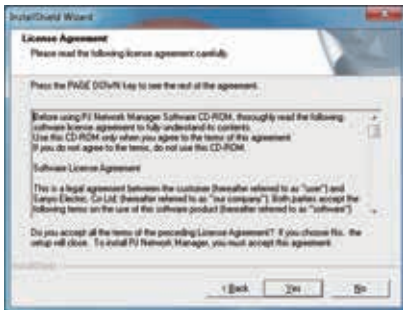 InstallShield Wizard
License Agreement
Please read the following license agreement carefully.
Press the PAGE DOWN key to see the rest of the agreement.
Before using PJ Network Manager Software CD-ROM, thoroughly read the following
software license agreement to fully understand its contents.
Use this CD-ROM only when you agree to the terms of this agreement
If you do not agree to the terms, do not use this CD-ROM.
Software License Agreement
This is a legal agreement between the customer (hereafter referred to as "user") and
Sanyo Electric, Co Ltd. (hereafter referred to as "our company"). Both parties accept the
following terms on the use of this software product (hereafter referred to as "software")
Do you accept all the terms of the preceding License Agreement? If you choose No, the
setup will close. To install PJ Network Manager, you must accept this agreement.
< Back Yes No